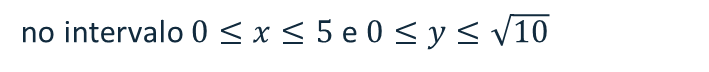 no intervalo 0 ≤ x ≤ 5 e 0 ≤ y ≤ √10